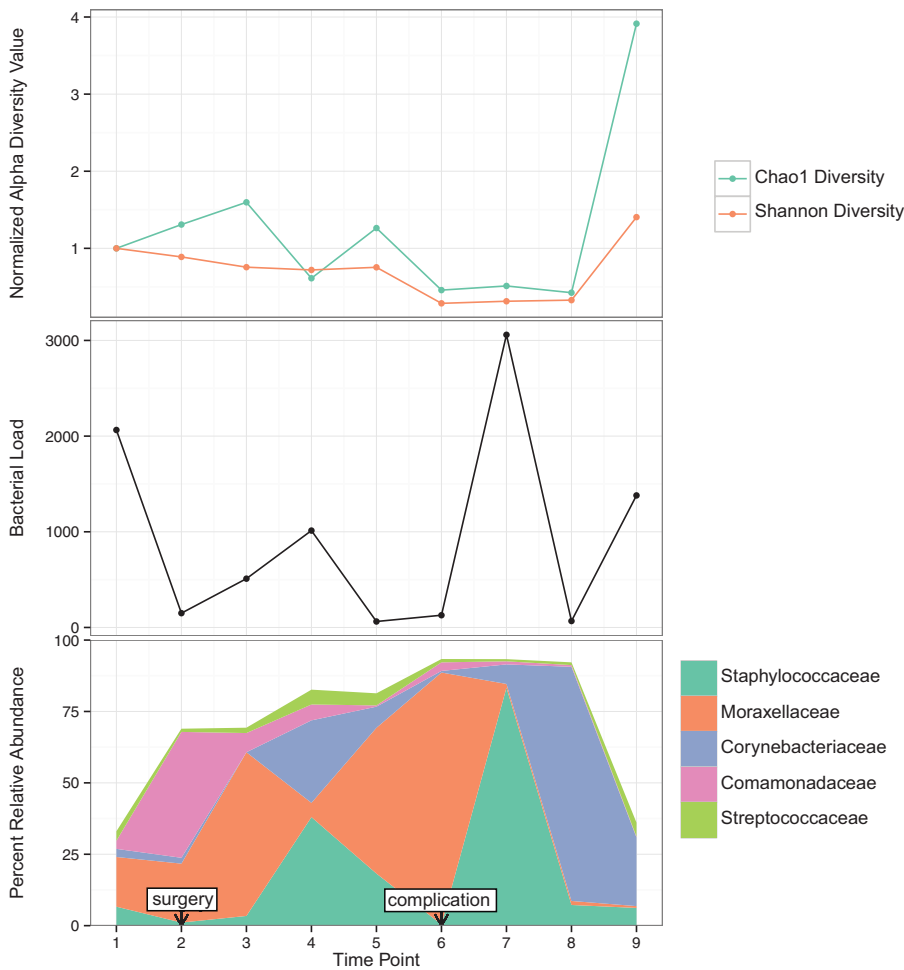 Normalized Alpha Diversity Value
4
3
2
1
Chao1 Diversity
Shannon Diversity
Bacterial Load
3000
2000
1000
0
Percent Relative Abundance
100
75
50
25
0
surgery
complication
Staphylococcaceae
Moraxellaceae
Corynebacteriaceae
Comamonadaceae
Streptococcaceae
1 2 3 4 5 6 7 8 9
Time Point